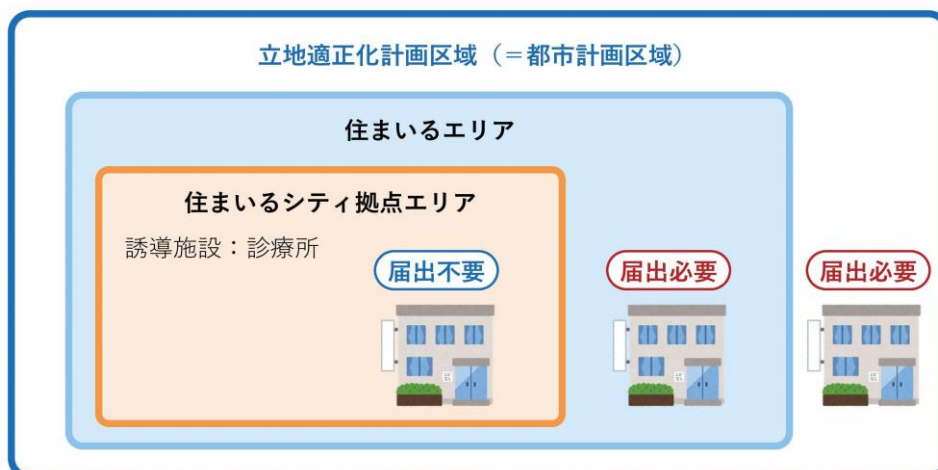 立地適正化計画区域（＝都市計画区域）
住まいるエリア
住まいるシティ拠点エリア
誘導施設：診療所
届出不要
届出必要
届出必要